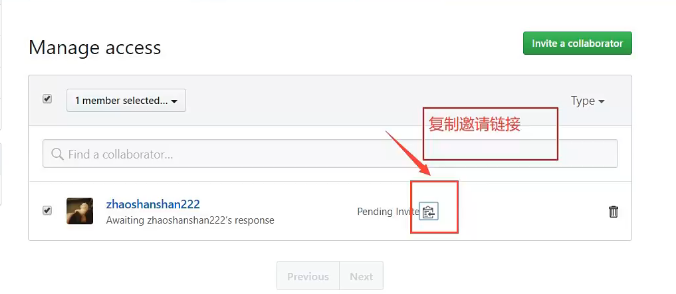 Manage access
Invite a collaborator
1 member selected...
Type
复制邀请链接
Find a collaborator...
zhaoshanshan222
Awaiting zhaoshanshan222's response
Pending Invite
Previous
Next